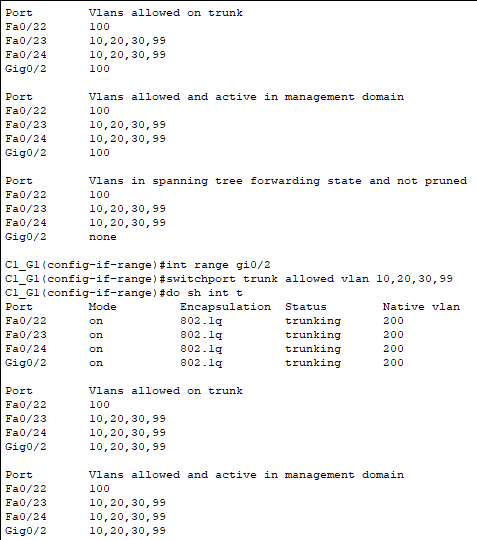 Port        Vlans allowed on trunk
Fa0/22      100
Fa0/23      10,20,30,99
Fa0/24      10,20,30,99
Gig0/2      100

Port        Vlans allowed and active in management domain
Fa0/22      100
Fa0/23      10,20,30,99
Fa0/24      10,20,30,99
Gig0/2      100

Port        Vlans in spanning tree forwarding state and not pruned
Fa0/22      100
Fa0/23      10,20,30,99
Fa0/24      10,20,30,99
Gig0/2      none

C1_G1(config-if-range)#int range gi0/2
C1_G1(config-if-range)#switchport trunk allowed vlan 10,20,30,99
C1_G1(config-if-range)#do sh int t
Port        Mode         Encapsulation  Status        Native vlan
Fa0/22      on           802.1q         trunking      200
Fa0/23      on           802.1q         trunking      200
Fa0/24      on           802.1q         trunking      200
Gig0/2      on           802.1q         trunking      200

Port        Vlans allowed on trunk
Fa0/22      100
Fa0/23      10,20,30,99
Fa0/24      10,20,30,99
Gig0/2      10,20,30,99

Port        Vlans allowed and active in management domain
Fa0/22      100
Fa0/23      10,20,30,99
Fa0/24      10,20,30,99
Gig0/2      10,20,30,99